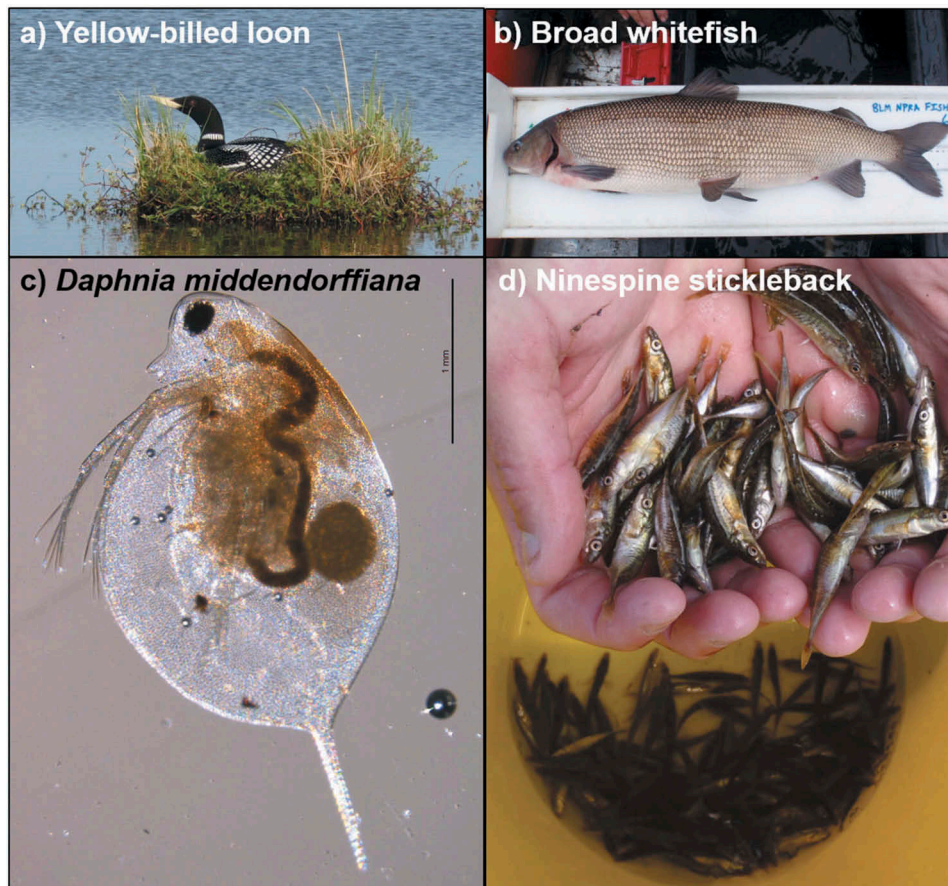 a) Yellow-billed loon
b) Broad whitefish
BLM NPRA FISH
c) Daphnia middendorffiana
1 mm
d) Ninespine stickleback